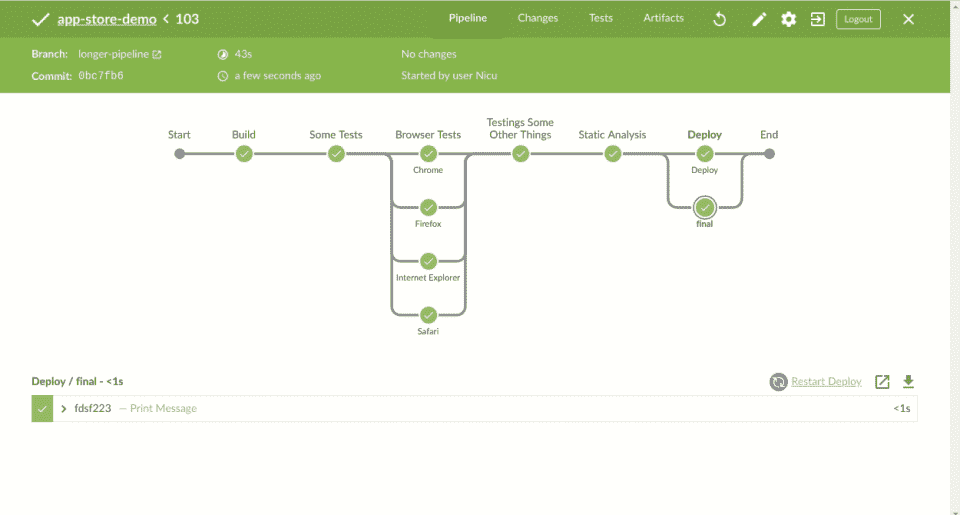 app-store-demo < 103
Pipeline Changes Tests Artifacts Logout
Branch: longer-pipeline 43s No changes
Commit: 0bc7fb6 a few seconds ago Started by user Nicu
Testings Some
Start Build Some Tests Browser Tests Other Things Static Analysis Deploy End
Chrome Deploy
Firefox final
Internet Explorer
Safari
Deploy / final - <1s Restart Deploy
fdsf223 — Print Message <1s